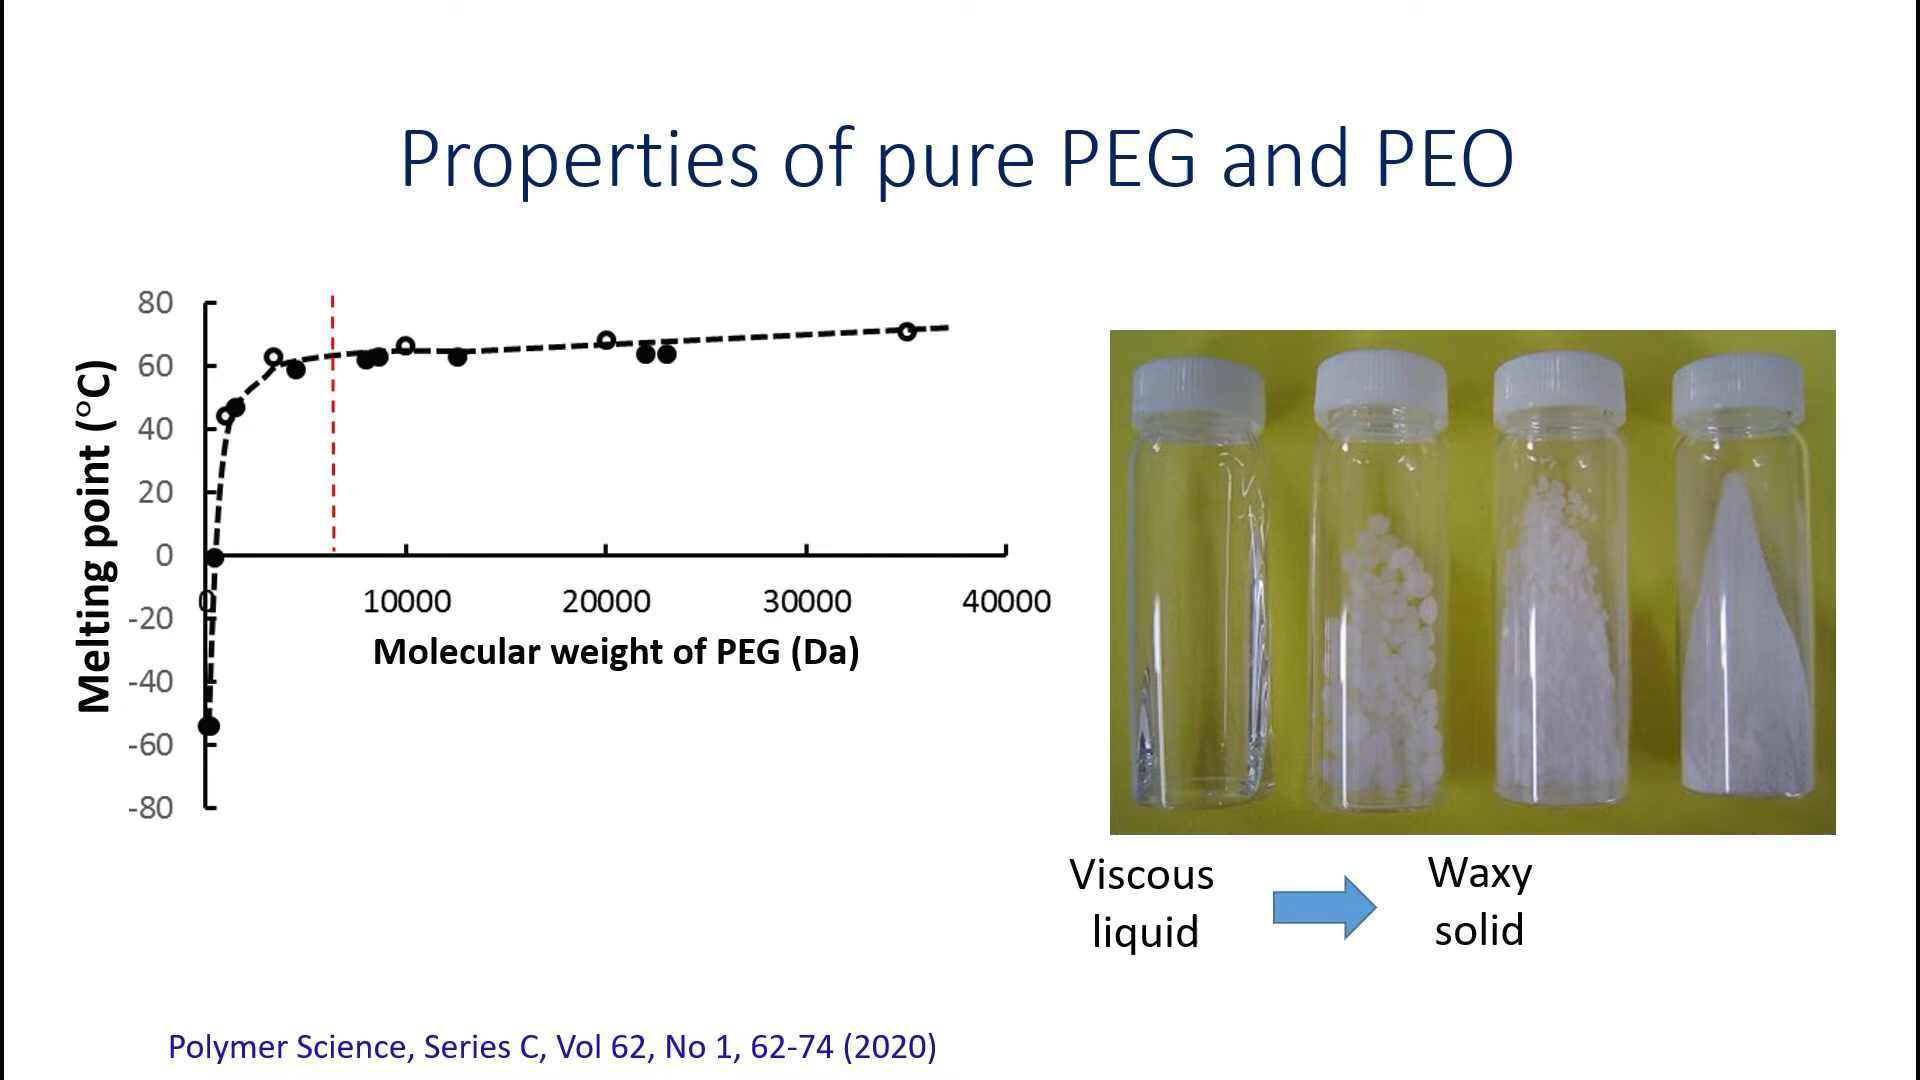 Properties of pure PEG and PEO
80
60
40
20
0
-20
-40
-60
-80
Melting point (°C)
0
10000
20000
30000
40000
Molecular weight of PEG (Da)
Viscous
liquid
Waxy
solid
Polymer Science, Series C, Vol 62, No 1, 62-74 (2020)